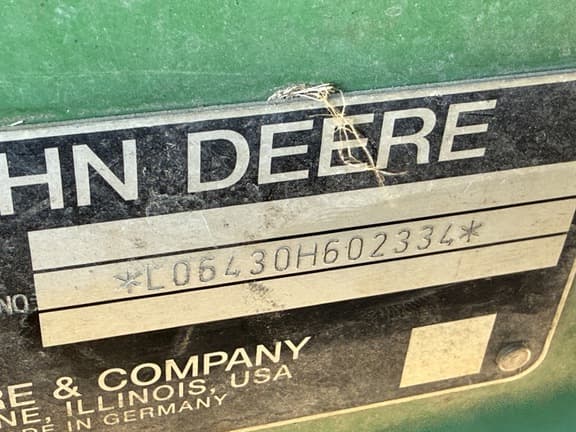 HN DEERE
NO
*L06430H602334*
RE & COMPANY
NE, ILLINOIS, USA
DE IN GERMANY